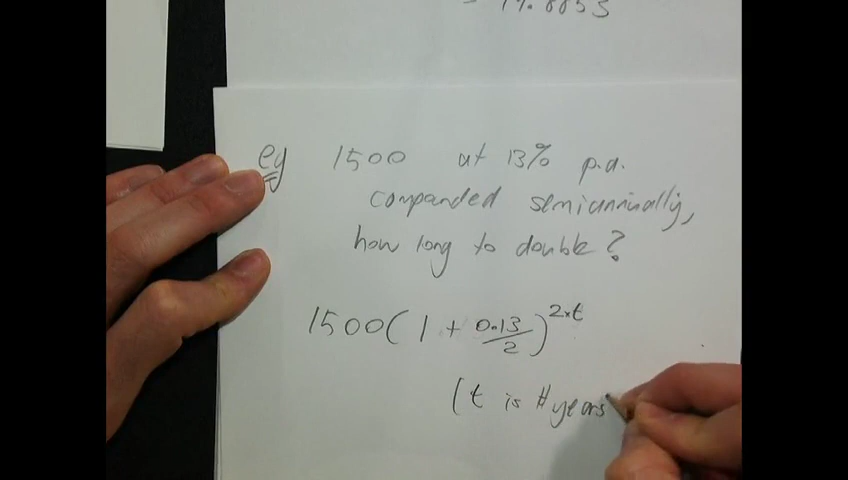 eg 1500 at 13% p.a.
compounded semiannually,
how long to double?
1500(1 + 0.13/2)^2×t
(t is # years